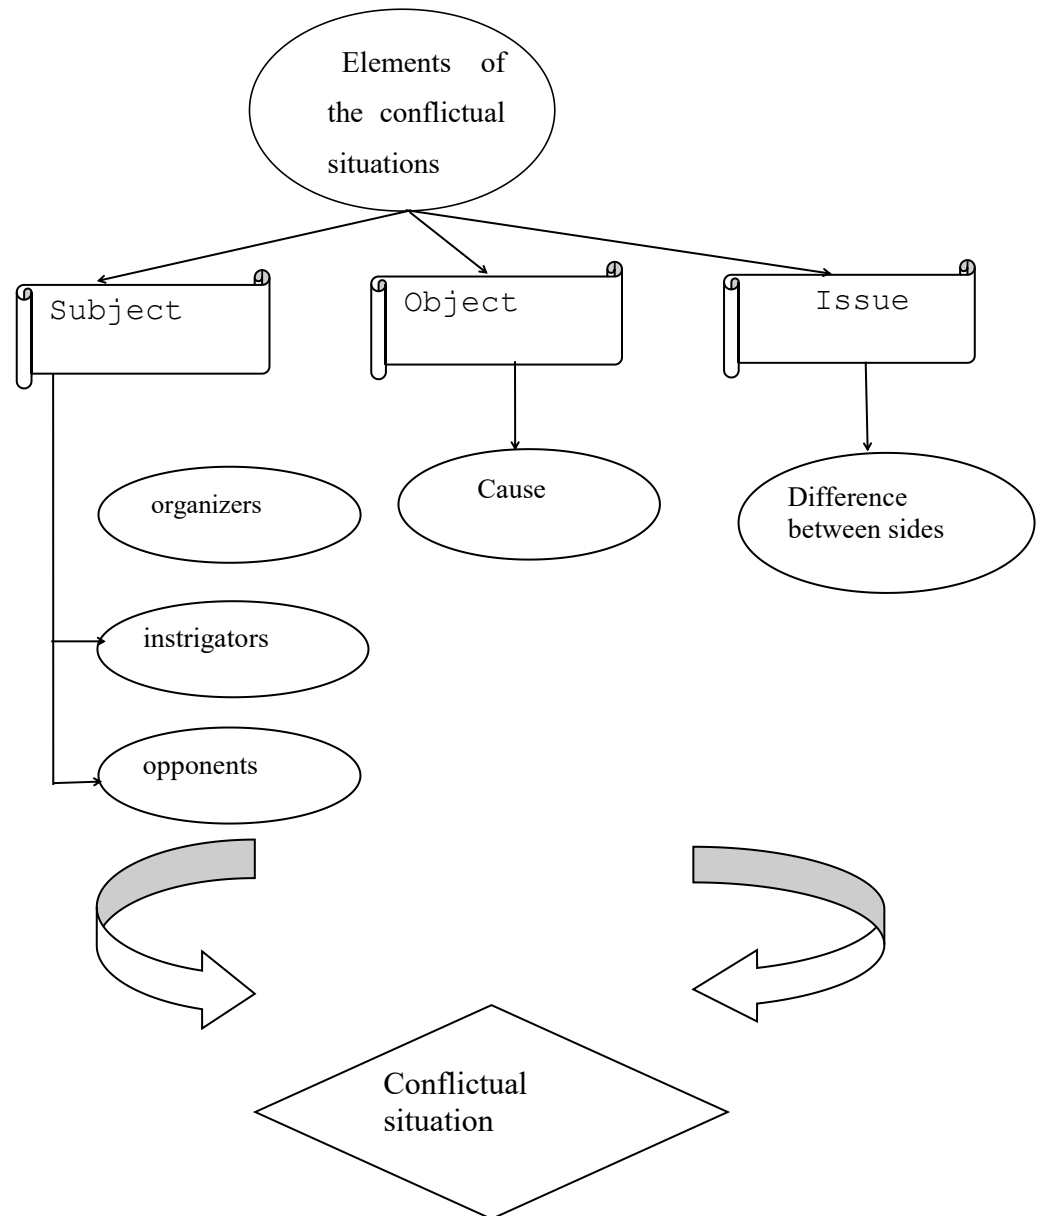 Elements of
the conflictual
situations
Subject
Object
Issue
organizers
Cause
Difference
between sides
instrigators
opponents
Conflictual
situation